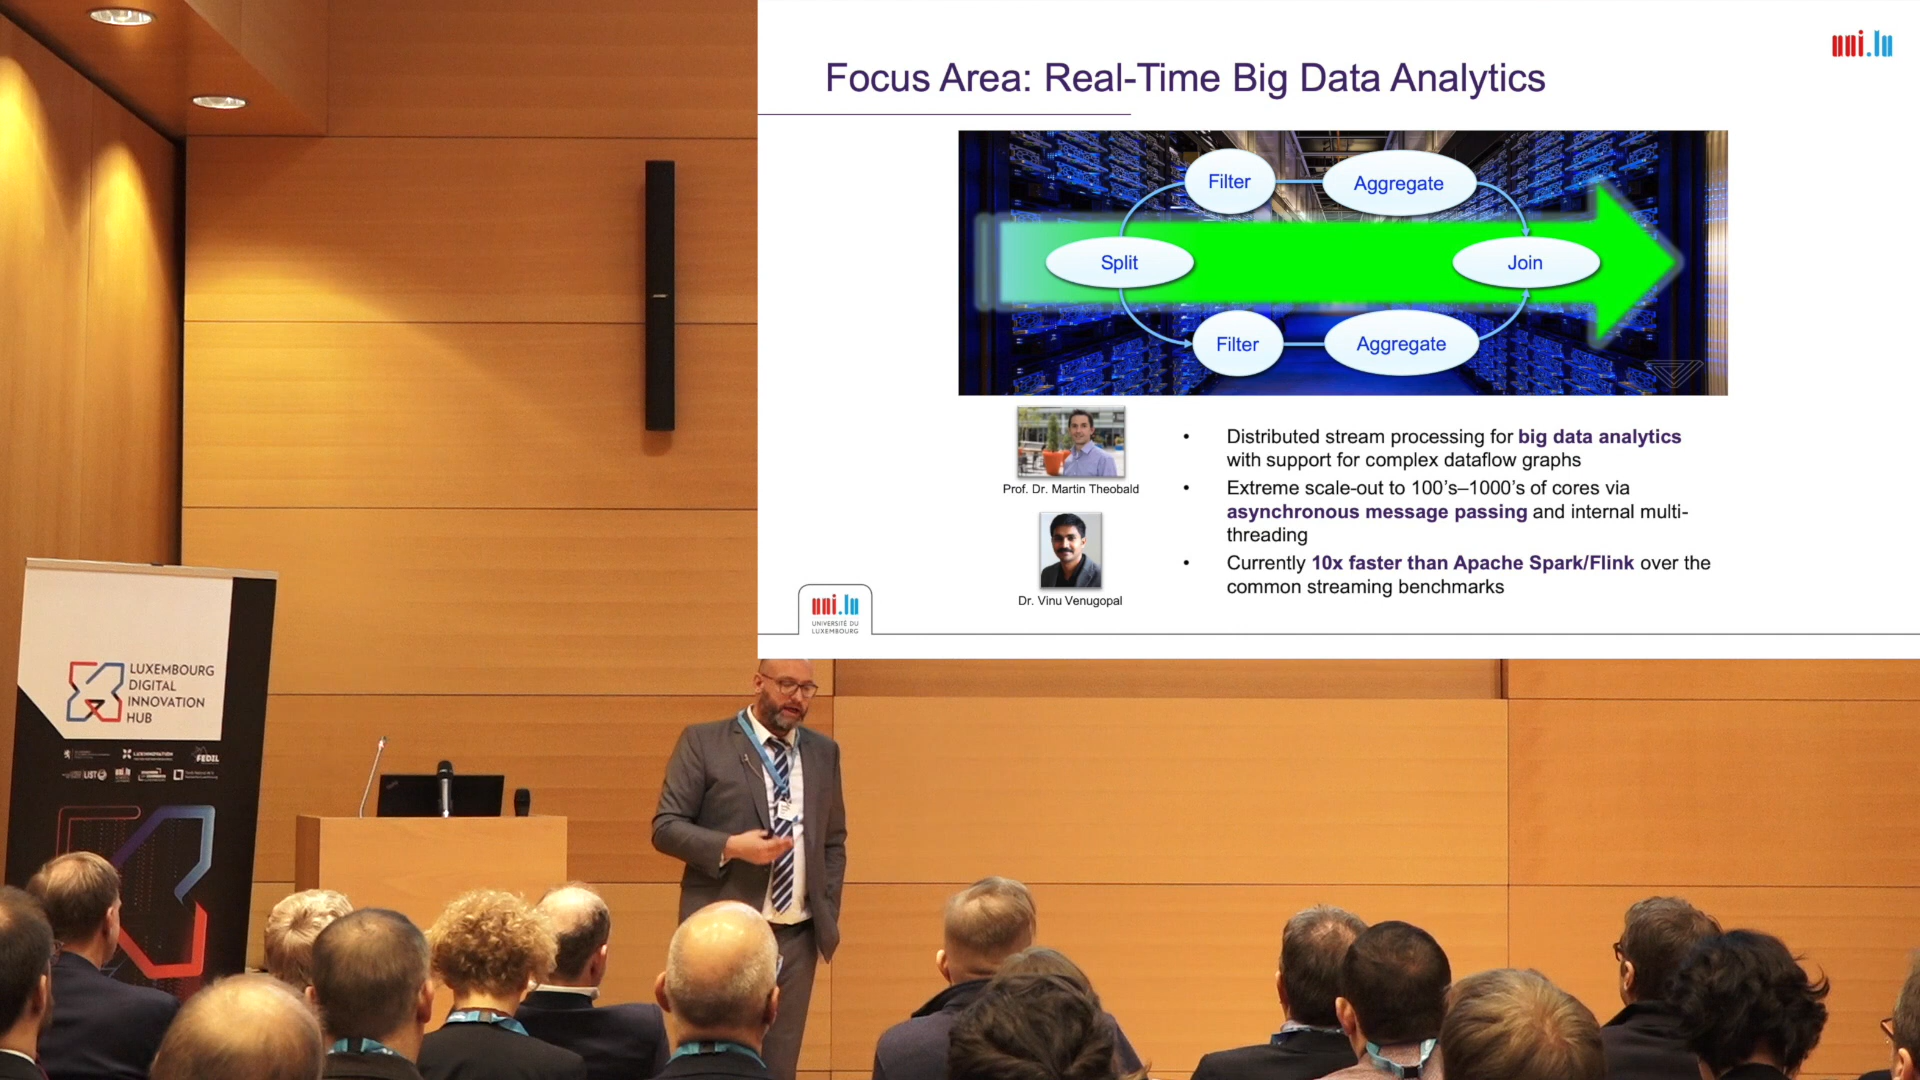 uni.lu
Focus Area: Real-Time Big Data Analytics
Filter
Aggregate
Split
Join
Filter
Aggregate
Prof. Dr. Martin Theobald
Dr. Vinu Venugopal
• Distributed stream processing for big data analytics
with support for complex dataflow graphs
• Extreme scale-out to 100’s–1000’s of cores via
asynchronous message passing and internal multi-
threading
• Currently 10x faster than Apache Spark/Flink over the
common streaming benchmarks
uni.lu
UNIVERSITÉ DU
LUXEMBOURG
LUXEMBOURG
DIGITAL
INNOVATION
HUB
LUXINNOVATION
FEDIL
LIST